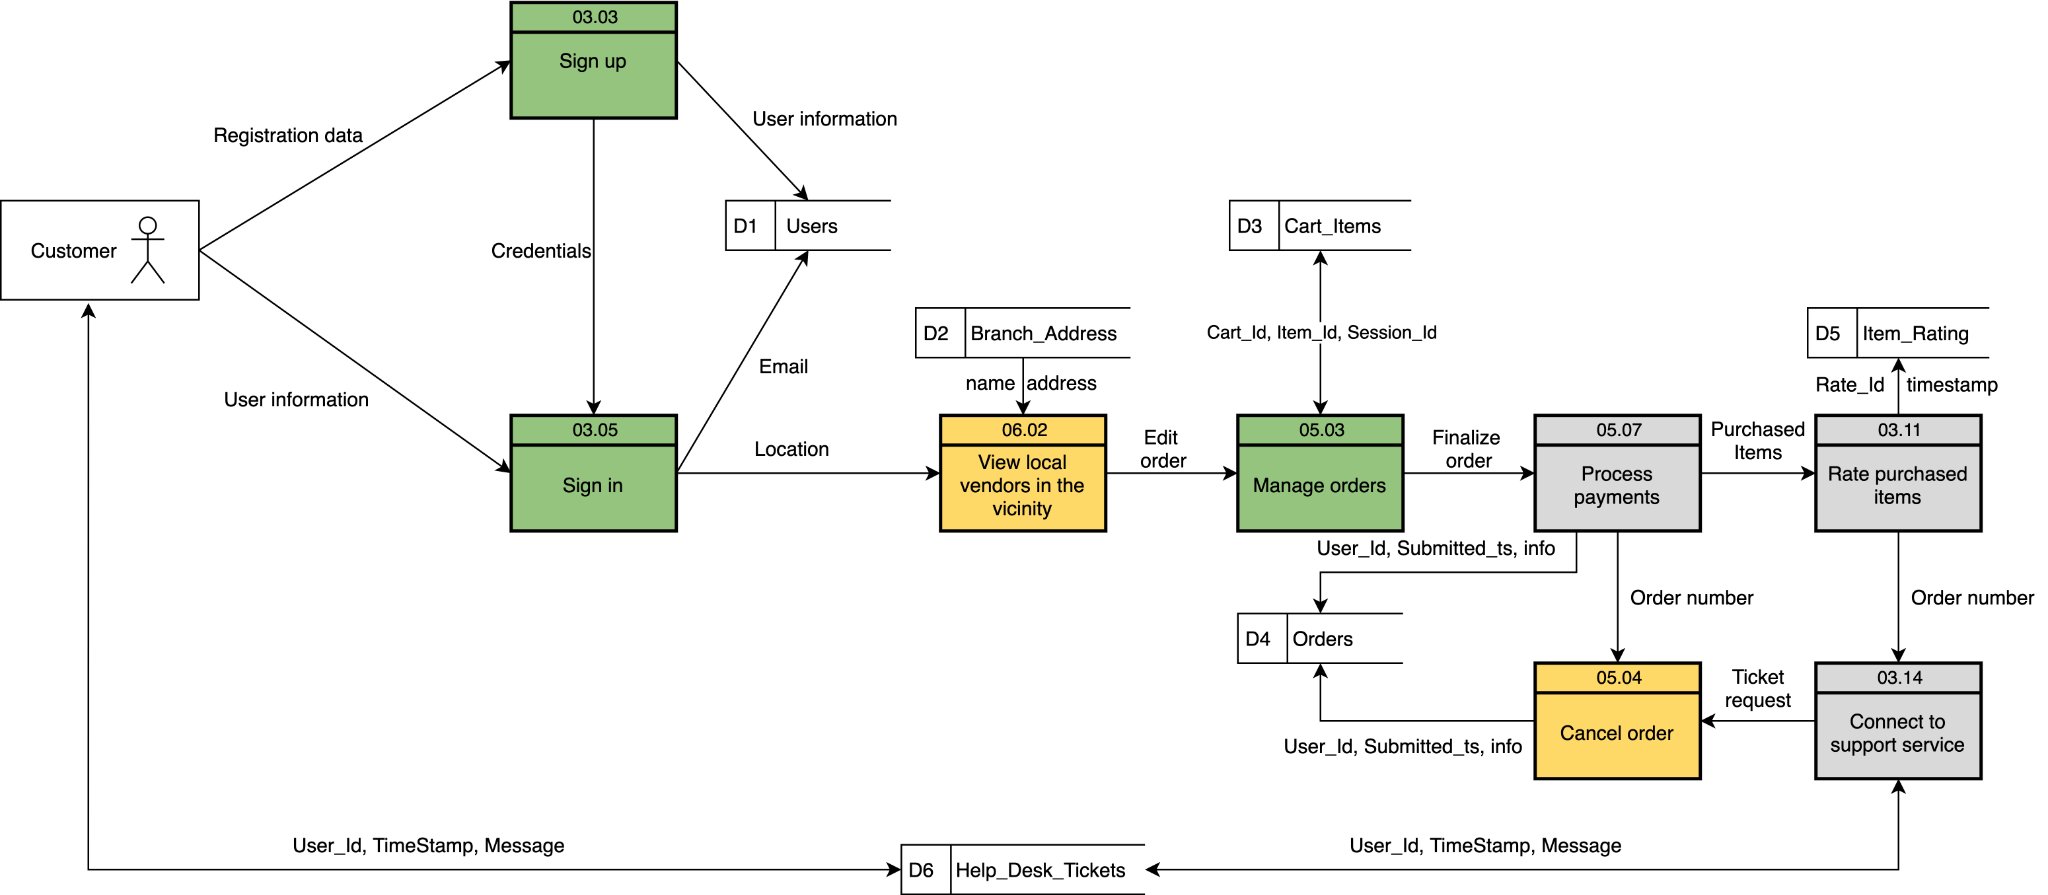 03.03
Sign up
User information
Registration data
Customer
Credentials
D1 Users
D3 Cart_Items
D2 Branch_Address
Cart_Id, Item_Id, Session_Id
D5 Item_Rating
Email
name address
Rate_Id timestamp
User information
03.05
Sign in
Location
06.02
View local
vendors in the
vicinity
Edit
order
05.03
Manage orders
Finalize
order
05.07
Process
payments
Purchased
Items
03.11
Rate purchased
items
User_Id, Submitted_ts, info
Order number
Order number
D4 Orders
05.04
Cancel order
Ticket
request
03.14
Connect to
support service
User_Id, Submitted_ts, info
User_Id, TimeStamp, Message
User_Id, TimeStamp, Message
D6 Help_Desk_Tickets